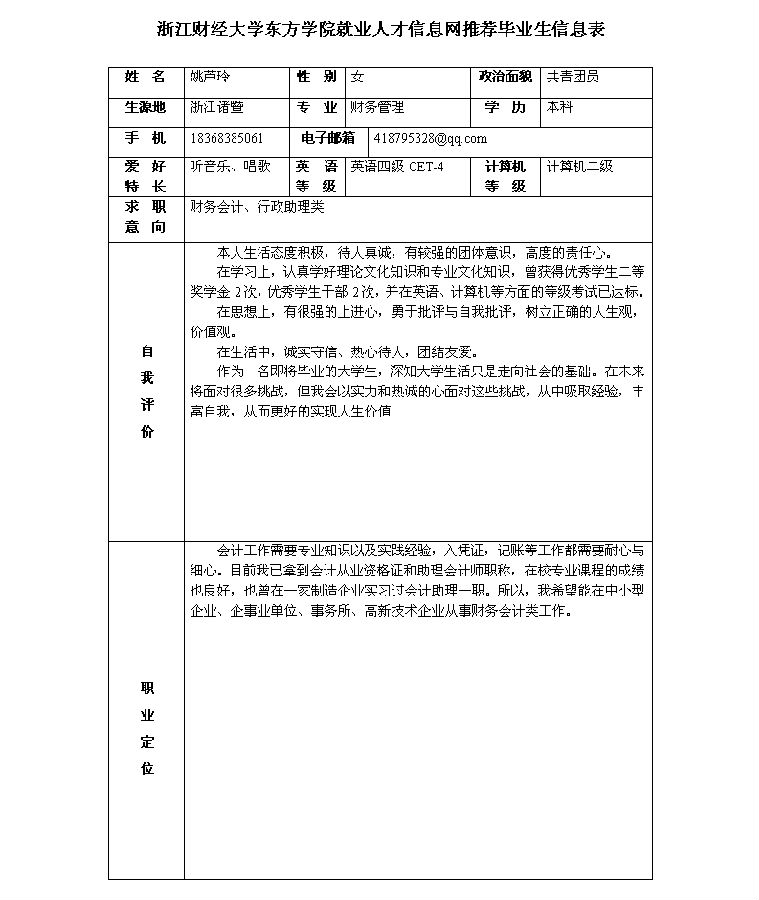 浙江财经大学东方学院就业人才信息网推荐毕业生信息表
姓 名 姚芦玲 性 别 女 政治面貌 共青团员
生源地 浙江诸暨 专 业 财务管理 学 历 本科
手 机 18368385061 电子邮箱 418795328@qq.com
爱 好 听音乐、唱歌 英 语 英语四级 CET-4 计算机 计算机二级
特 长 等 级 等 级
求 职 财务会计、行政助理类
意 向
自我评价
本人生活态度积极，待人真诚，有较强的团体意识，高度的责任心。
在学习上，认真学好理论文化知识和专业文化知识，曾获得优秀学生二等
奖学金 2 次，优秀学生干部 2 次，并在英语、计算机等方面的等级考试已达标。
在思想上，有很强的上进心，勇于批评与自我批评，树立正确的人生观，
价值观。
在生活中，诚实守信、热心待人，团结友爱。
作为一名即将毕业的大学生，深知大学生活只是走向社会的基础。在未来
将面对很多挑战，但我会以实力和热诚的心面对这些挑战，从中吸取经验，丰
富自我，从而更好的实现人生价值
职业定位
会计工作需要专业知识以及实践经验，入凭证，记账等工作都需要耐心与
细心。目前我已拿到会计从业资格证和助理会计师职称，在校专业课程的成绩
也良好，也曾在一家制造企业实习过会计助理一职。所以，我希望能在中小型
企业、企事业单位、事务所、高新技术企业从事财务会计类工作。